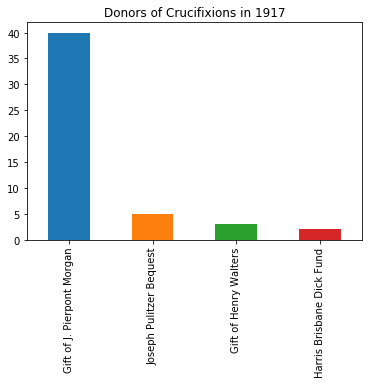 Donors of Crucifixions in 1917
40
35
30
25
20
15
10
5
0
Gift of J. Pierpont Morgan
Joseph Pulitzer Bequest
Gift of Henry Walters
Harris Brisbane Dick Fund